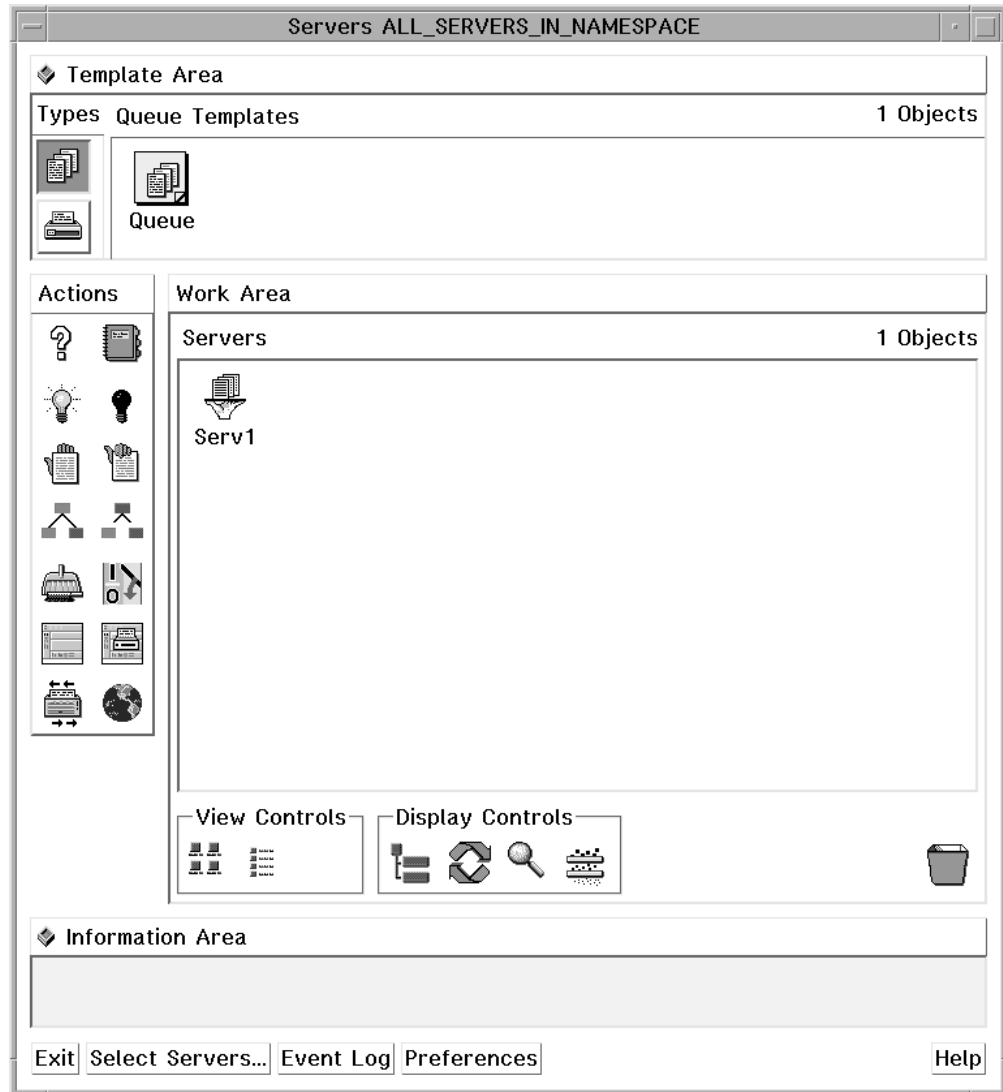 Servers ALL_SERVERS_IN_NAMESPACE
Template Area
Types Queue Templates 1 Objects
Queue
Actions
Work Area
Servers 1 Objects
Serv1
View Controls
Display Controls
Information Area
Exit Select Servers... Event Log Preferences Help